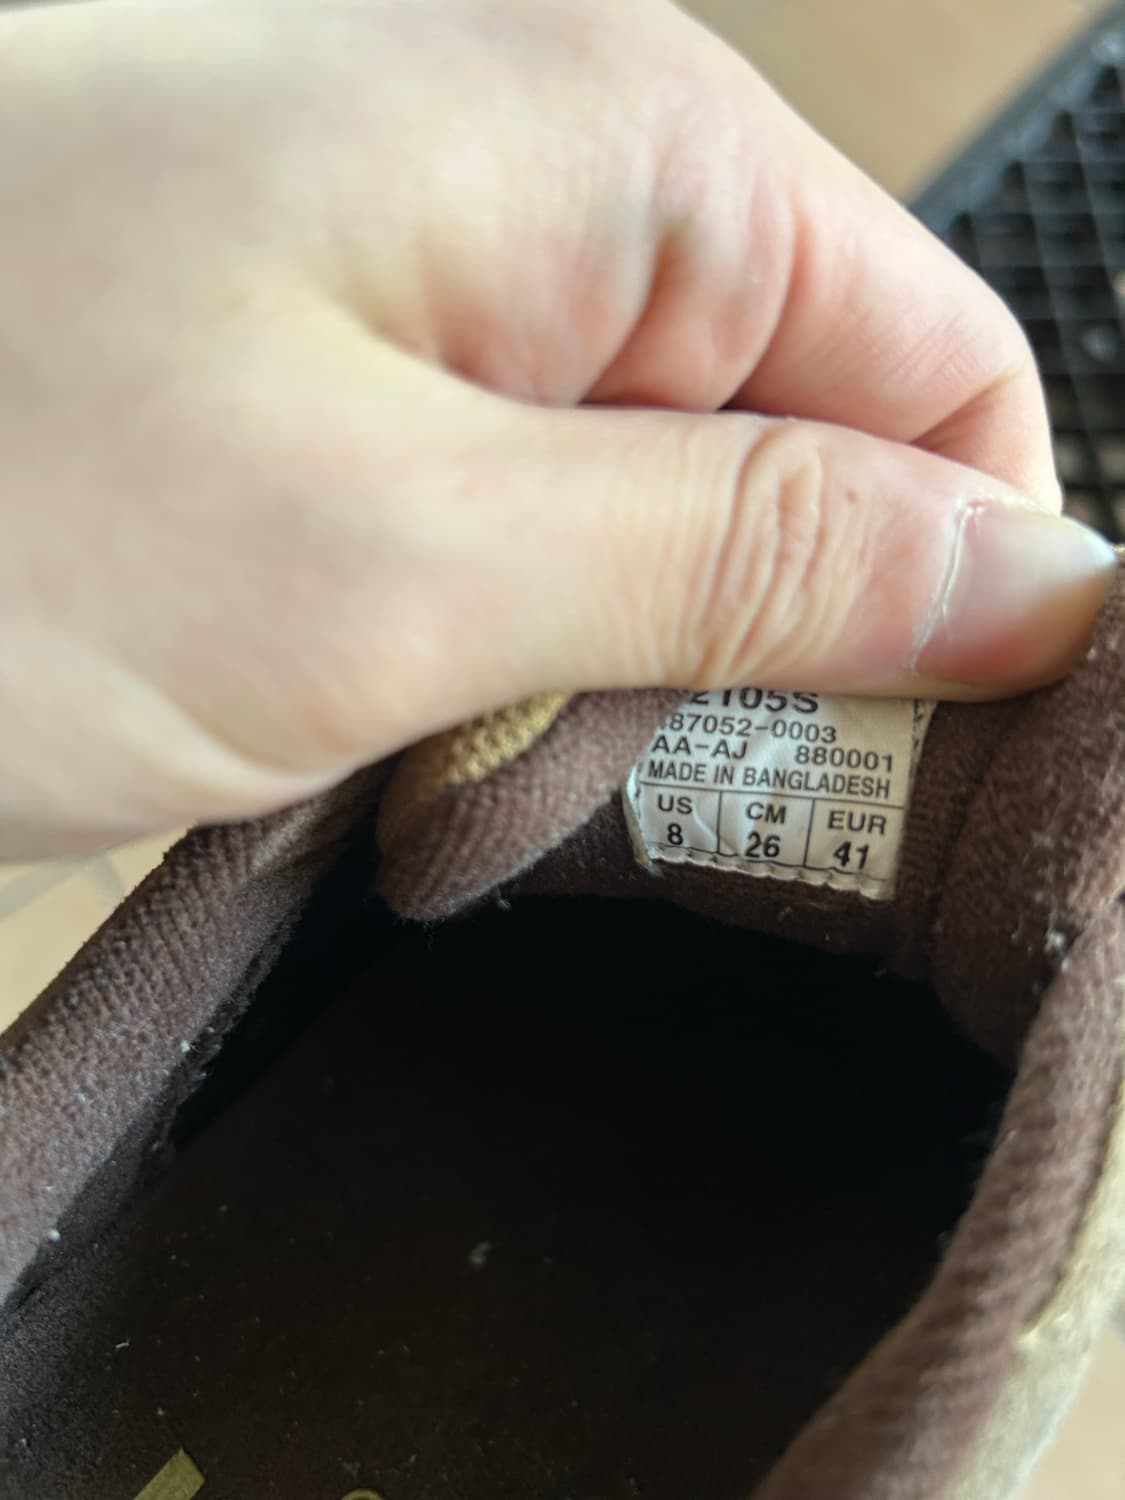 2105S
87052-0003
AA-AJ 880001
MADE IN BANGLADESH
US CM EUR
8 26 41